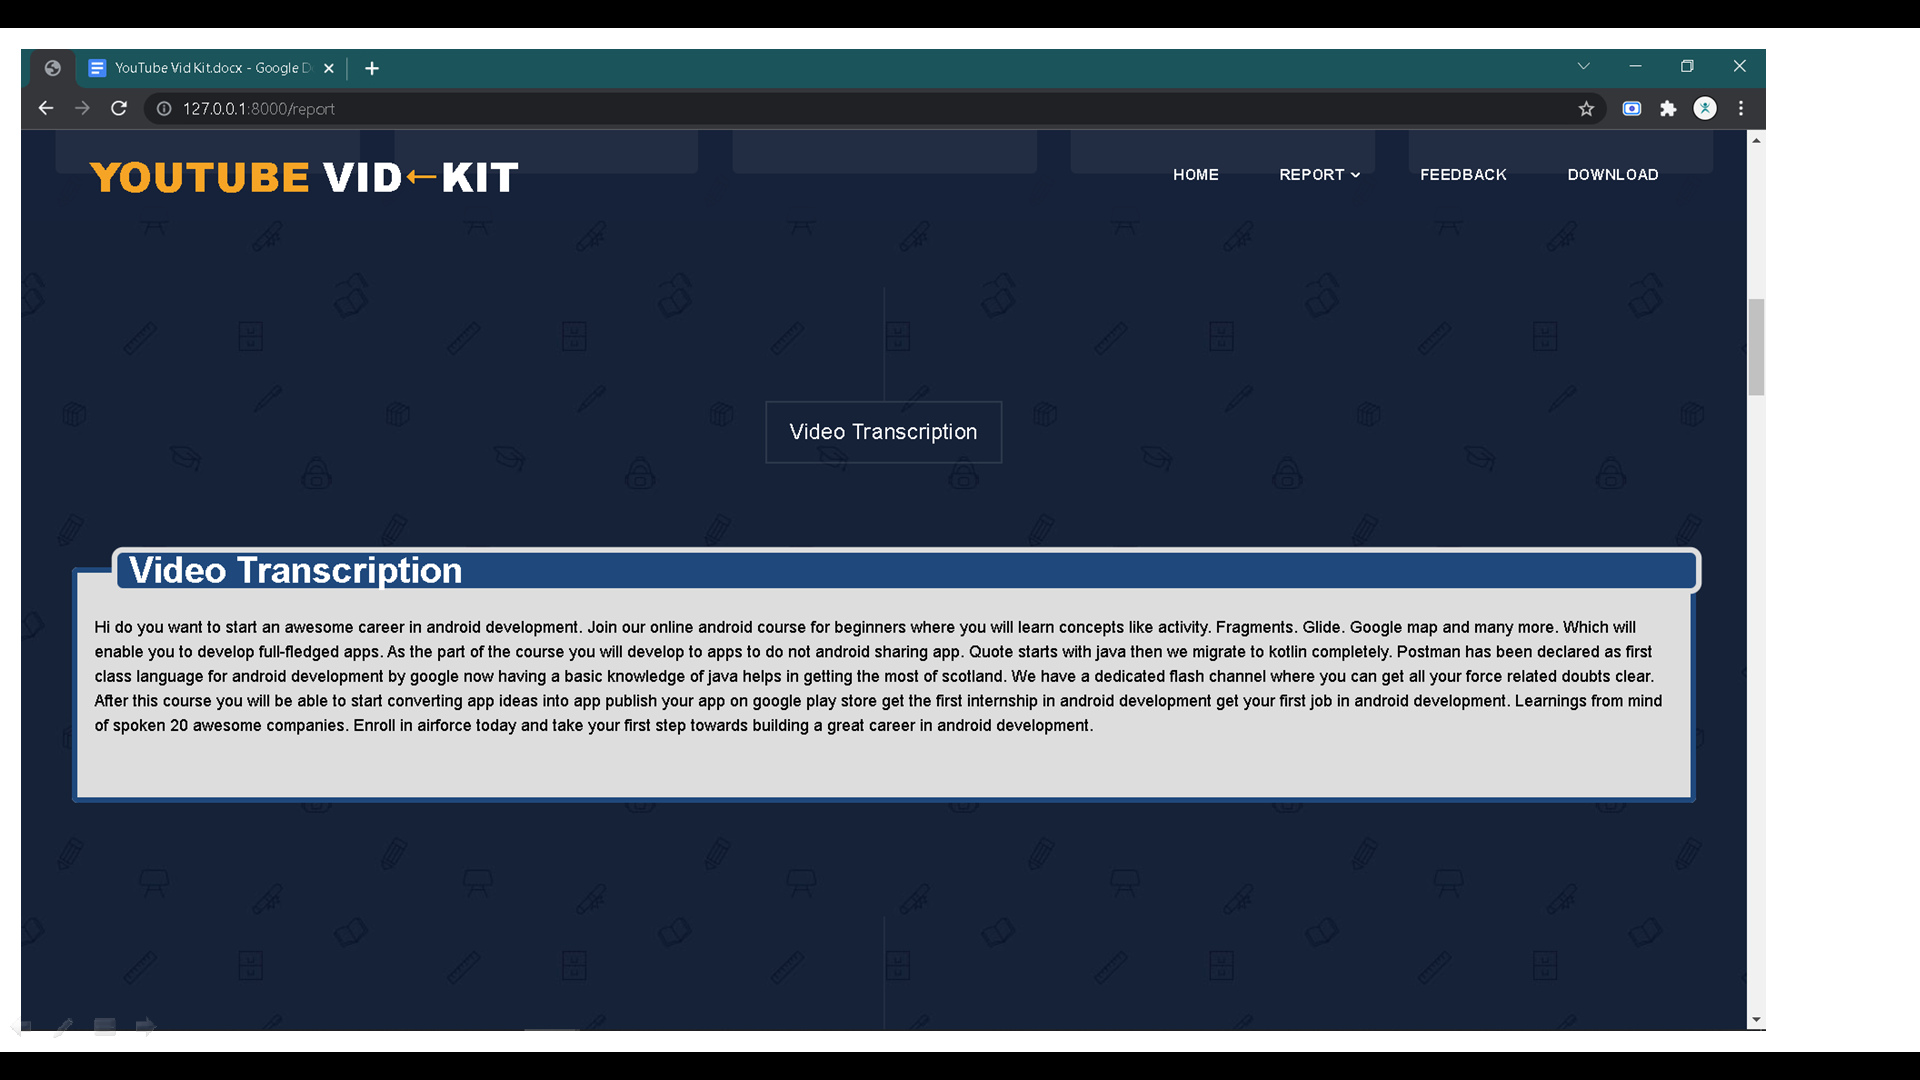 YouTube Vid Kit.docx - Google D
127.0.0.1:8000/report
YOUTUBE VID←KIT
HOME
REPORT
FEEDBACK
DOWNLOAD
Video Transcription
Video Transcription
Hi do you want to start an awesome career in android development. Join our online android course for beginners where you will learn concepts like activity. Fragments. Glide. Google map and many more. Which will
enable you to develop full-fledged apps. As the part of the course you will develop to apps to do not android sharing app. Quote starts with java then we migrate to kotlin completely. Postman has been declared as first
class language for android development by google now having a basic knowledge of java helps in getting the most of scotland. We have a dedicated flash channel where you can get all your force related doubts clear.
After this course you will be able to start converting app ideas into app publish your app on google play store get the first internship in android development get your first job in android development. Learnings from mind
of spoken 20 awesome companies. Enroll in airforce today and take your first step towards building a great career in android development.